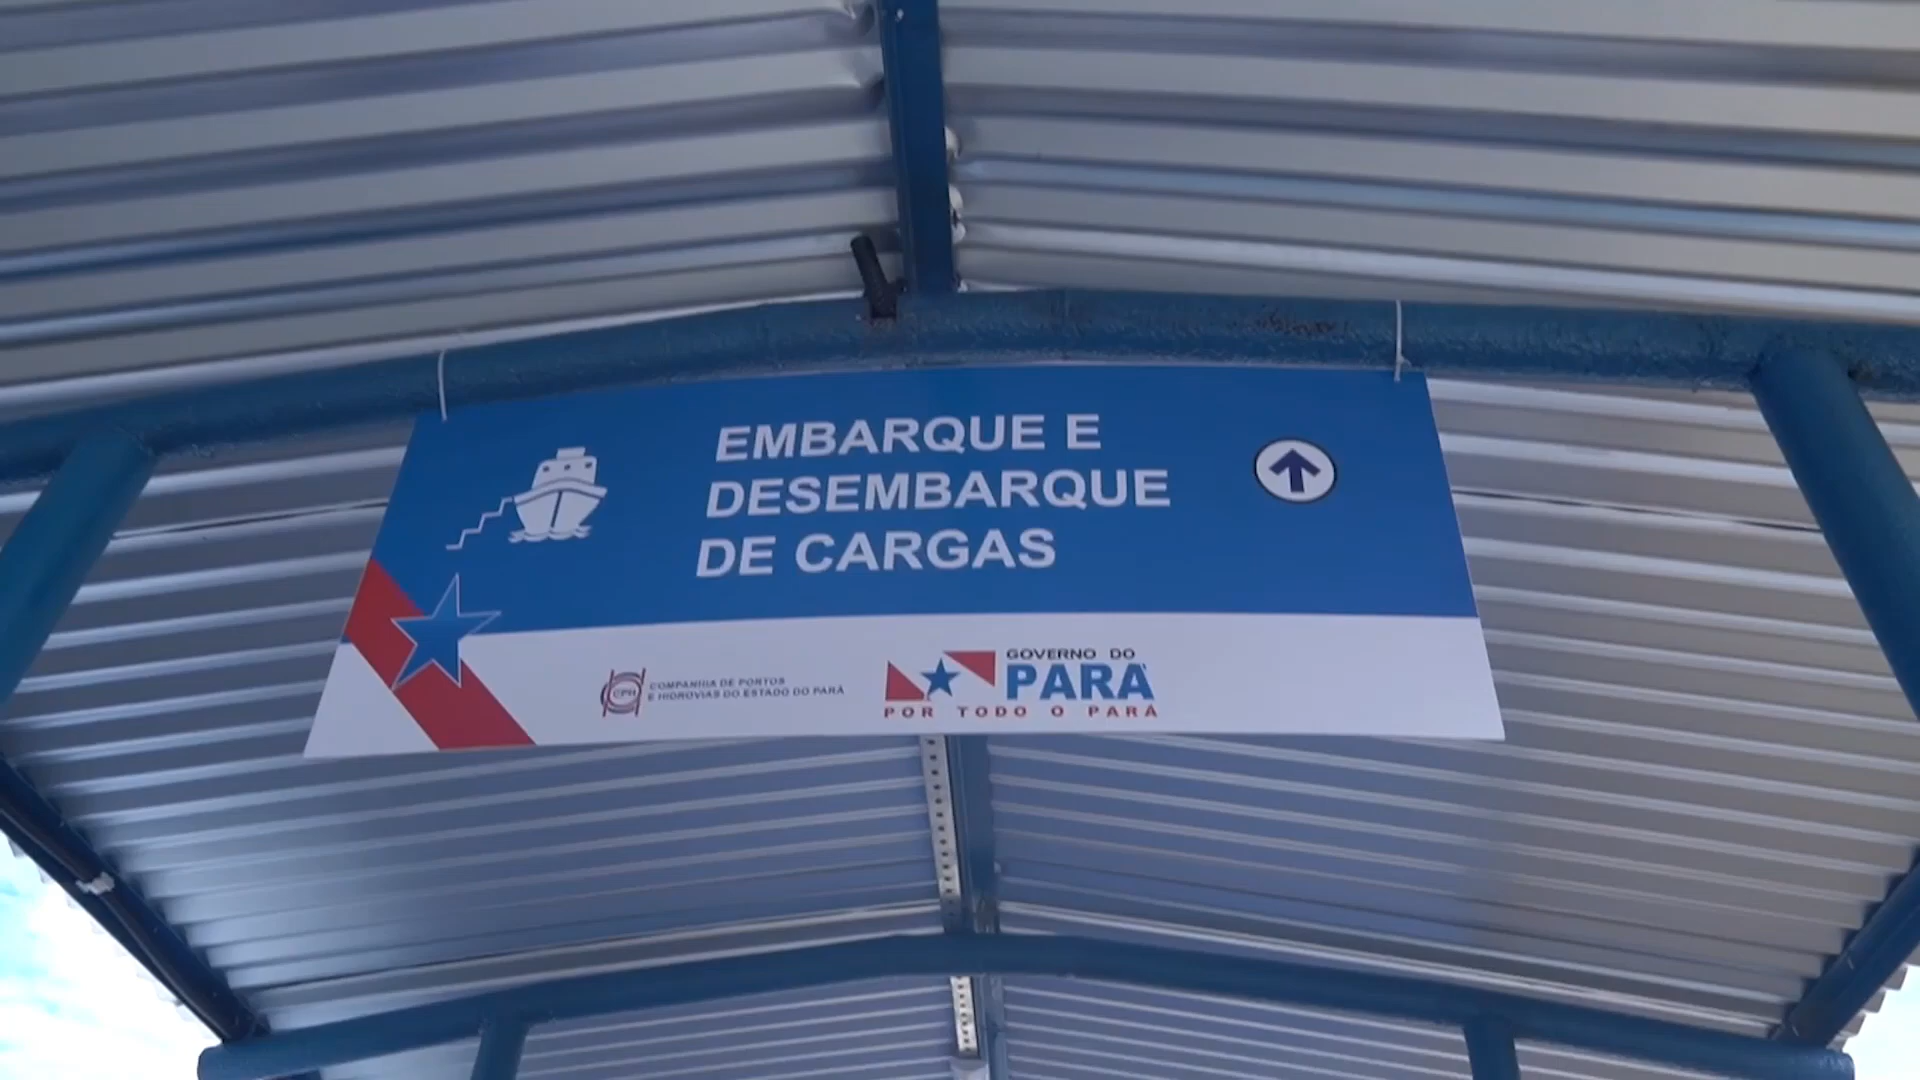 EMBARQUE E
DESEMBARQUE
DE CARGAS
CPH
COMPANHIA DE PORTOS
E HIDROVIAS DO ESTADO DO PARÁ
GOVERNO DO
PARÁ
POR TODO O PARÁ